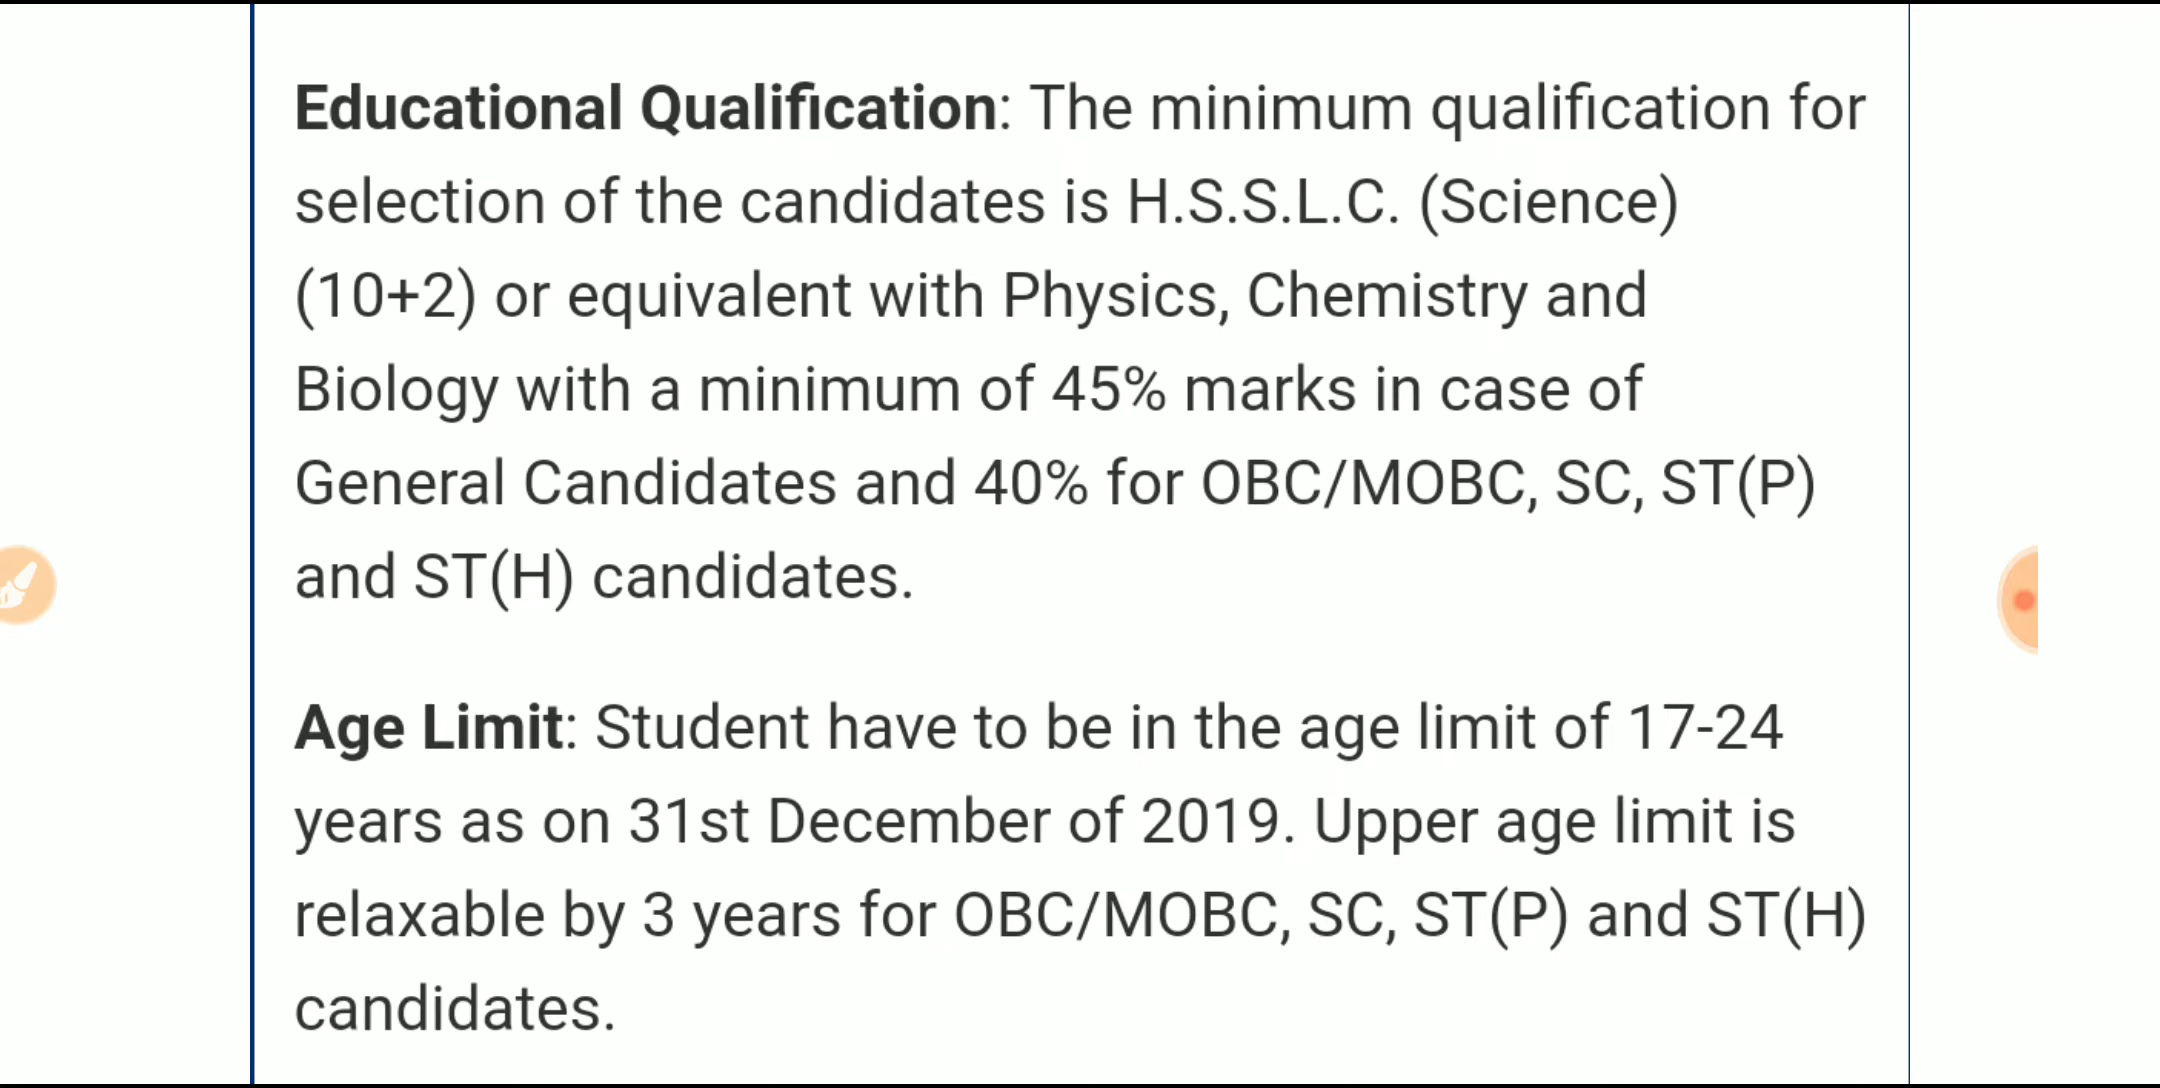 Educational Qualification: The minimum qualification for
selection of the candidates is H.S.S.L.C. (Science)
(10+2) or equivalent with Physics, Chemistry and
Biology with a minimum of 45% marks in case of
General Candidates and 40% for OBC/MOBC, SC, ST(P)
and ST(H) candidates.
Age Limit: Student have to be in the age limit of 17-24
years as on 31st December of 2019. Upper age limit is
relaxable by 3 years for OBC/MOBC, SC, ST(P) and ST(H)
candidates.